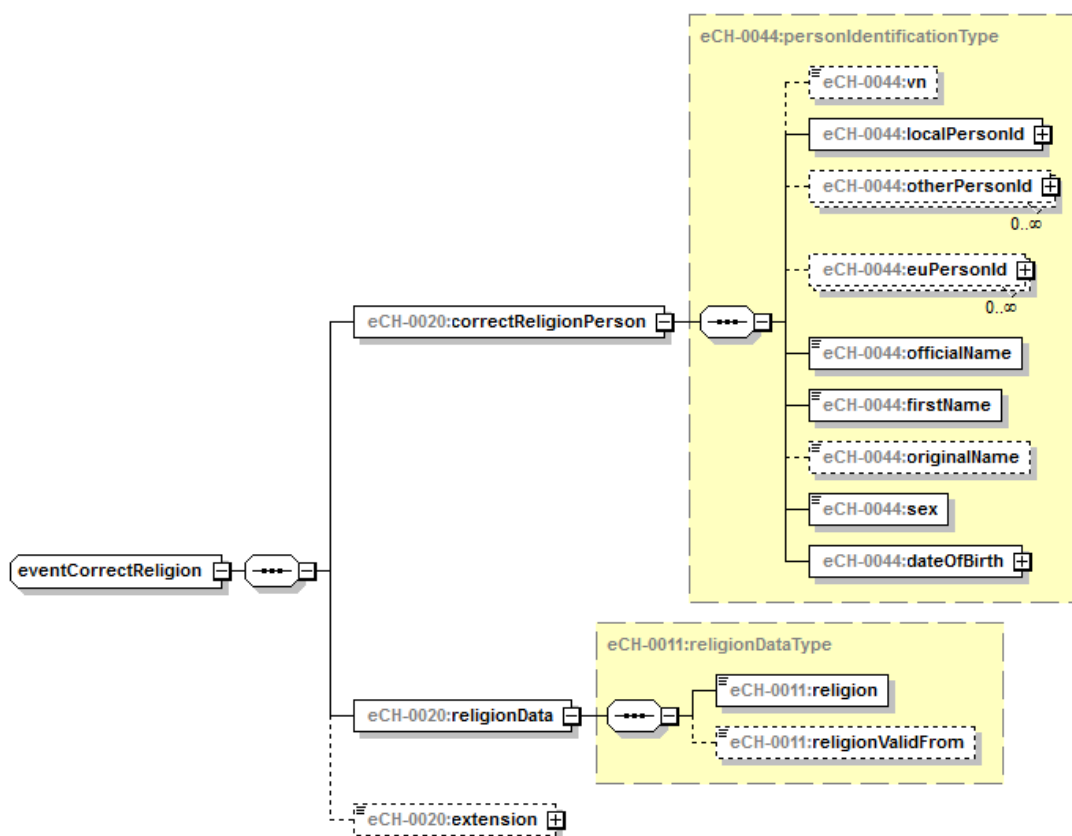 eCH-0044:personIdentificationType
eCH-0044:vn
eCH-0044:localPersonId
eCH-0044:otherPersonId
0..∞
eCH-0044:euPersonId
0..∞
eCH-0020:correctReligionPerson
eCH-0044:officialName
eCH-0044:firstName
eCH-0044:originalName
eCH-0044:sex
eCH-0044:dateOfBirth
eventCorrectReligion
eCH-0011:religionDataType
eCH-0011:religion
eCH-0020:religionData
eCH-0011:religionValidFrom
eCH-0020:extension